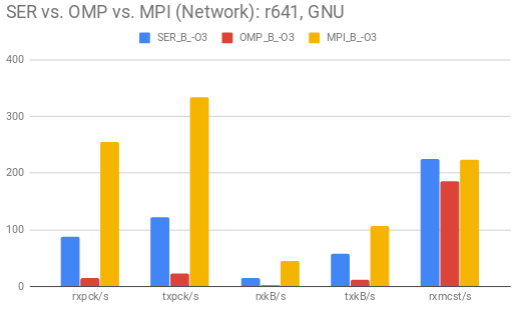 SER vs. OMP vs. MPI (Network): r641, GNU
SER_B_-O3 OMP_B_-O3 MPI_B_-O3
400
300
200
100
0
rxpck/s txpck/s rxkB/s txkB/s rxmcst/s